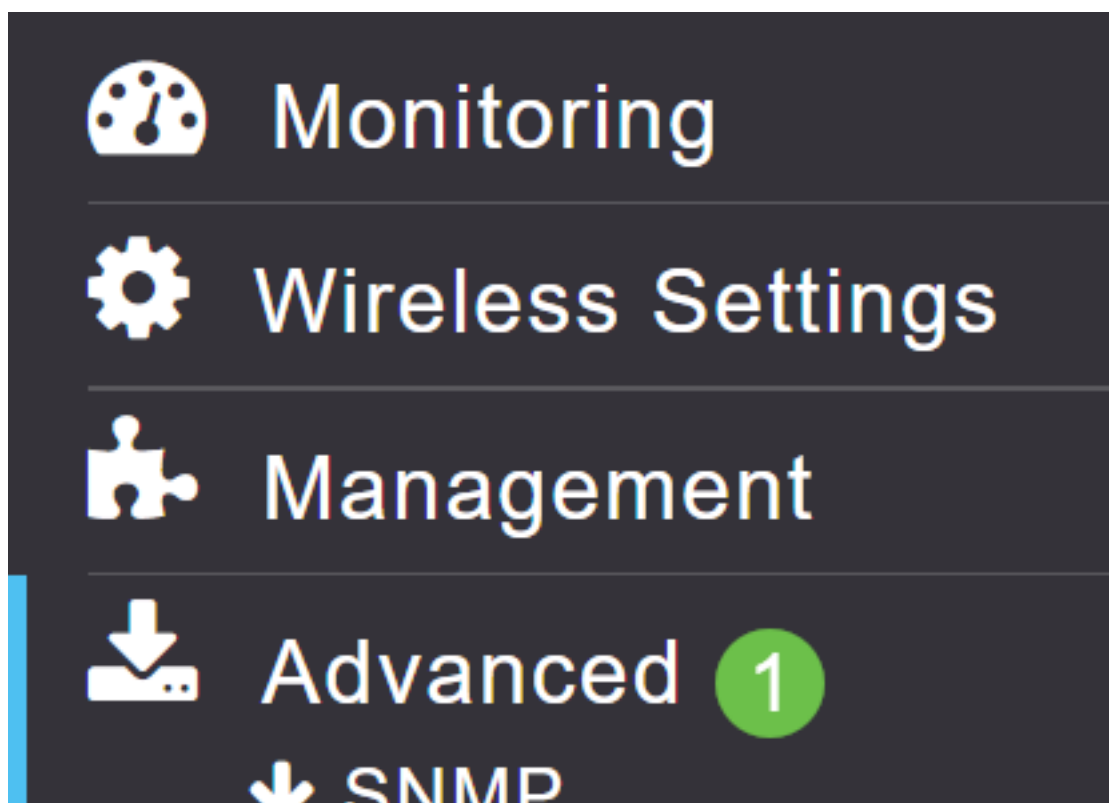 Monitoring
Wireless Settings
Management
Advanced 1
SNMP